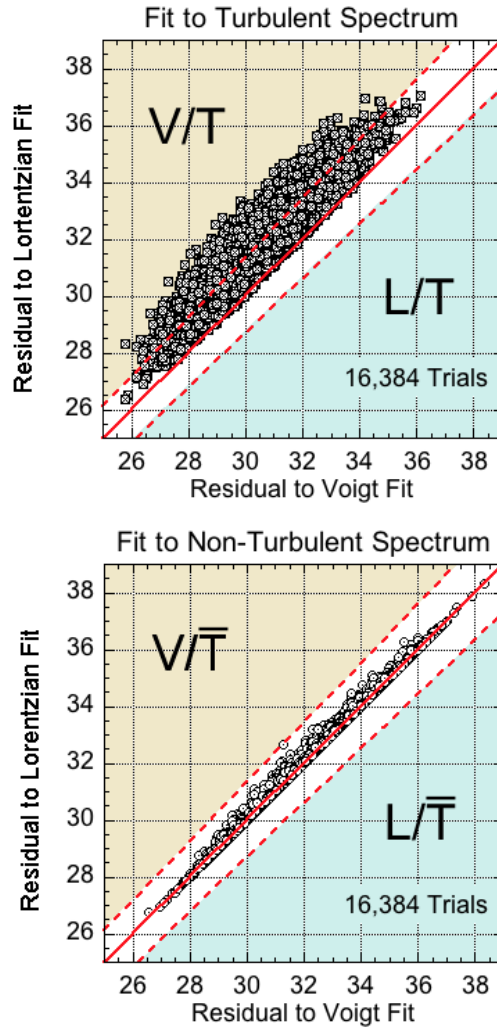 Fit to Turbulent Spectrum
Residual to Lortentzian Fit
38
36
34
32
30
28
26
V/T
L/T
16,384 Trials
26 28 30 32 34 36 38
Residual to Voigt Fit
Fit to Non-Turbulent Spectrum
Residual to Lorentzian Fit
38
36
34
32
30
28
26
V/T̿
L/T̿
16,384 Trials
26 28 30 32 34 36 38
Residual to Voigt Fit